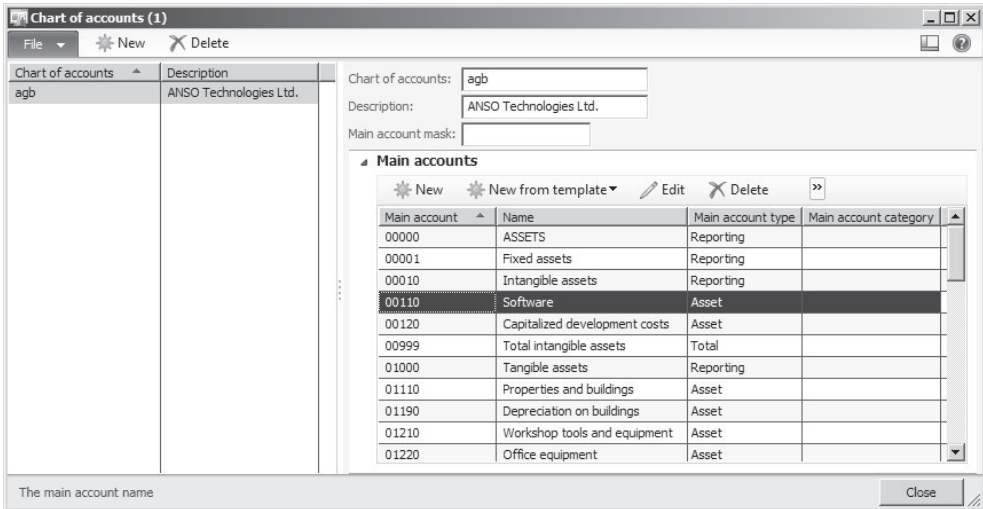 Chart of accounts (1)
File New Delete
Chart of accounts Description
agb ANSO Technologies Ltd.
Chart of accounts: agb
Description: ANSO Technologies Ltd.
Main account mask:
Main accounts
New New from template Edit Delete »
Main account Name Main account type Main account category
00000 ASSETS Reporting
00001 Fixed assets Reporting
00010 Intangible assets Reporting
00110 Software Asset
00120 Capitalized development costs Asset
00999 Total intangible assets Total
01000 Tangible assets Reporting
01110 Properties and buildings Asset
01190 Depreciation on buildings Asset
01210 Workshop tools and equipment Asset
01220 Office equipment Asset
The main account name Close